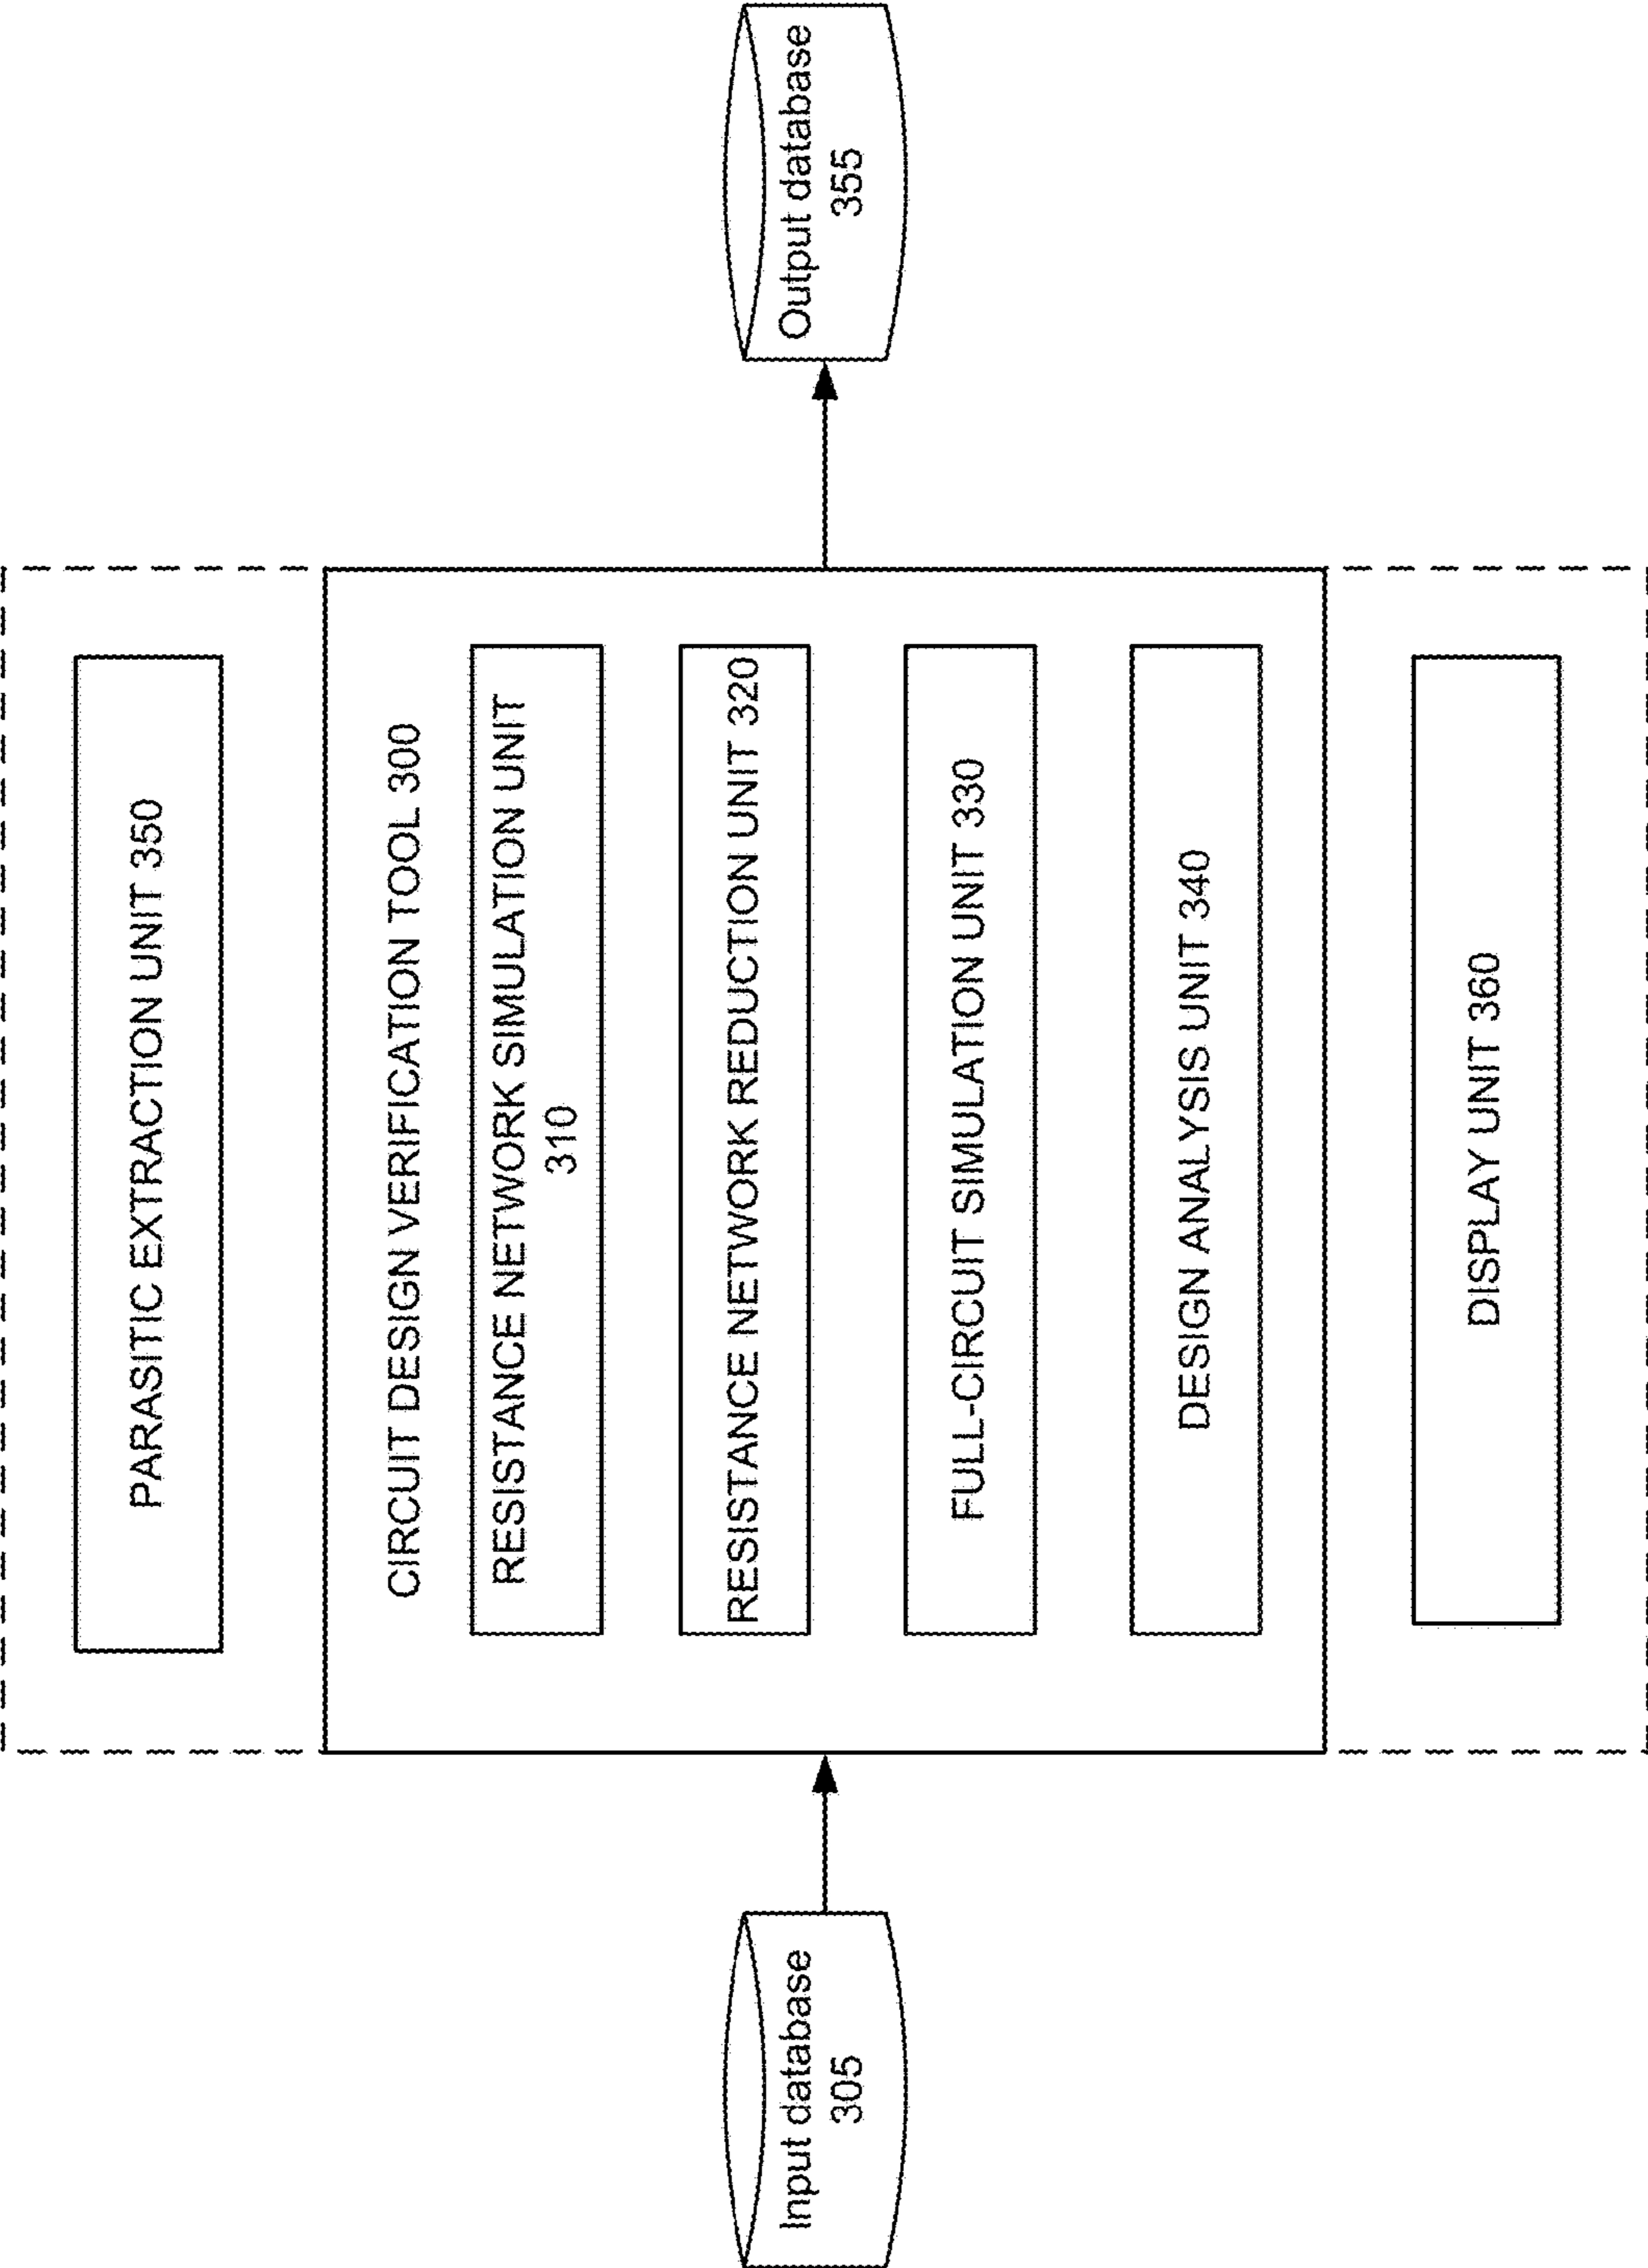 PARASITIC EXTRACTION UNIT 350
CIRCUIT DESIGN VERIFICATION TOOL 300
RESISTANCE NETWORK SIMULATION UNIT
310
RESISTANCE NETWORK REDUCTION UNIT 320
FULL-CIRCUIT SIMULATION UNIT 330
DESIGN ANALYSIS UNIT 340
DISPLAY UNIT 360
Input database
305
Output database
355